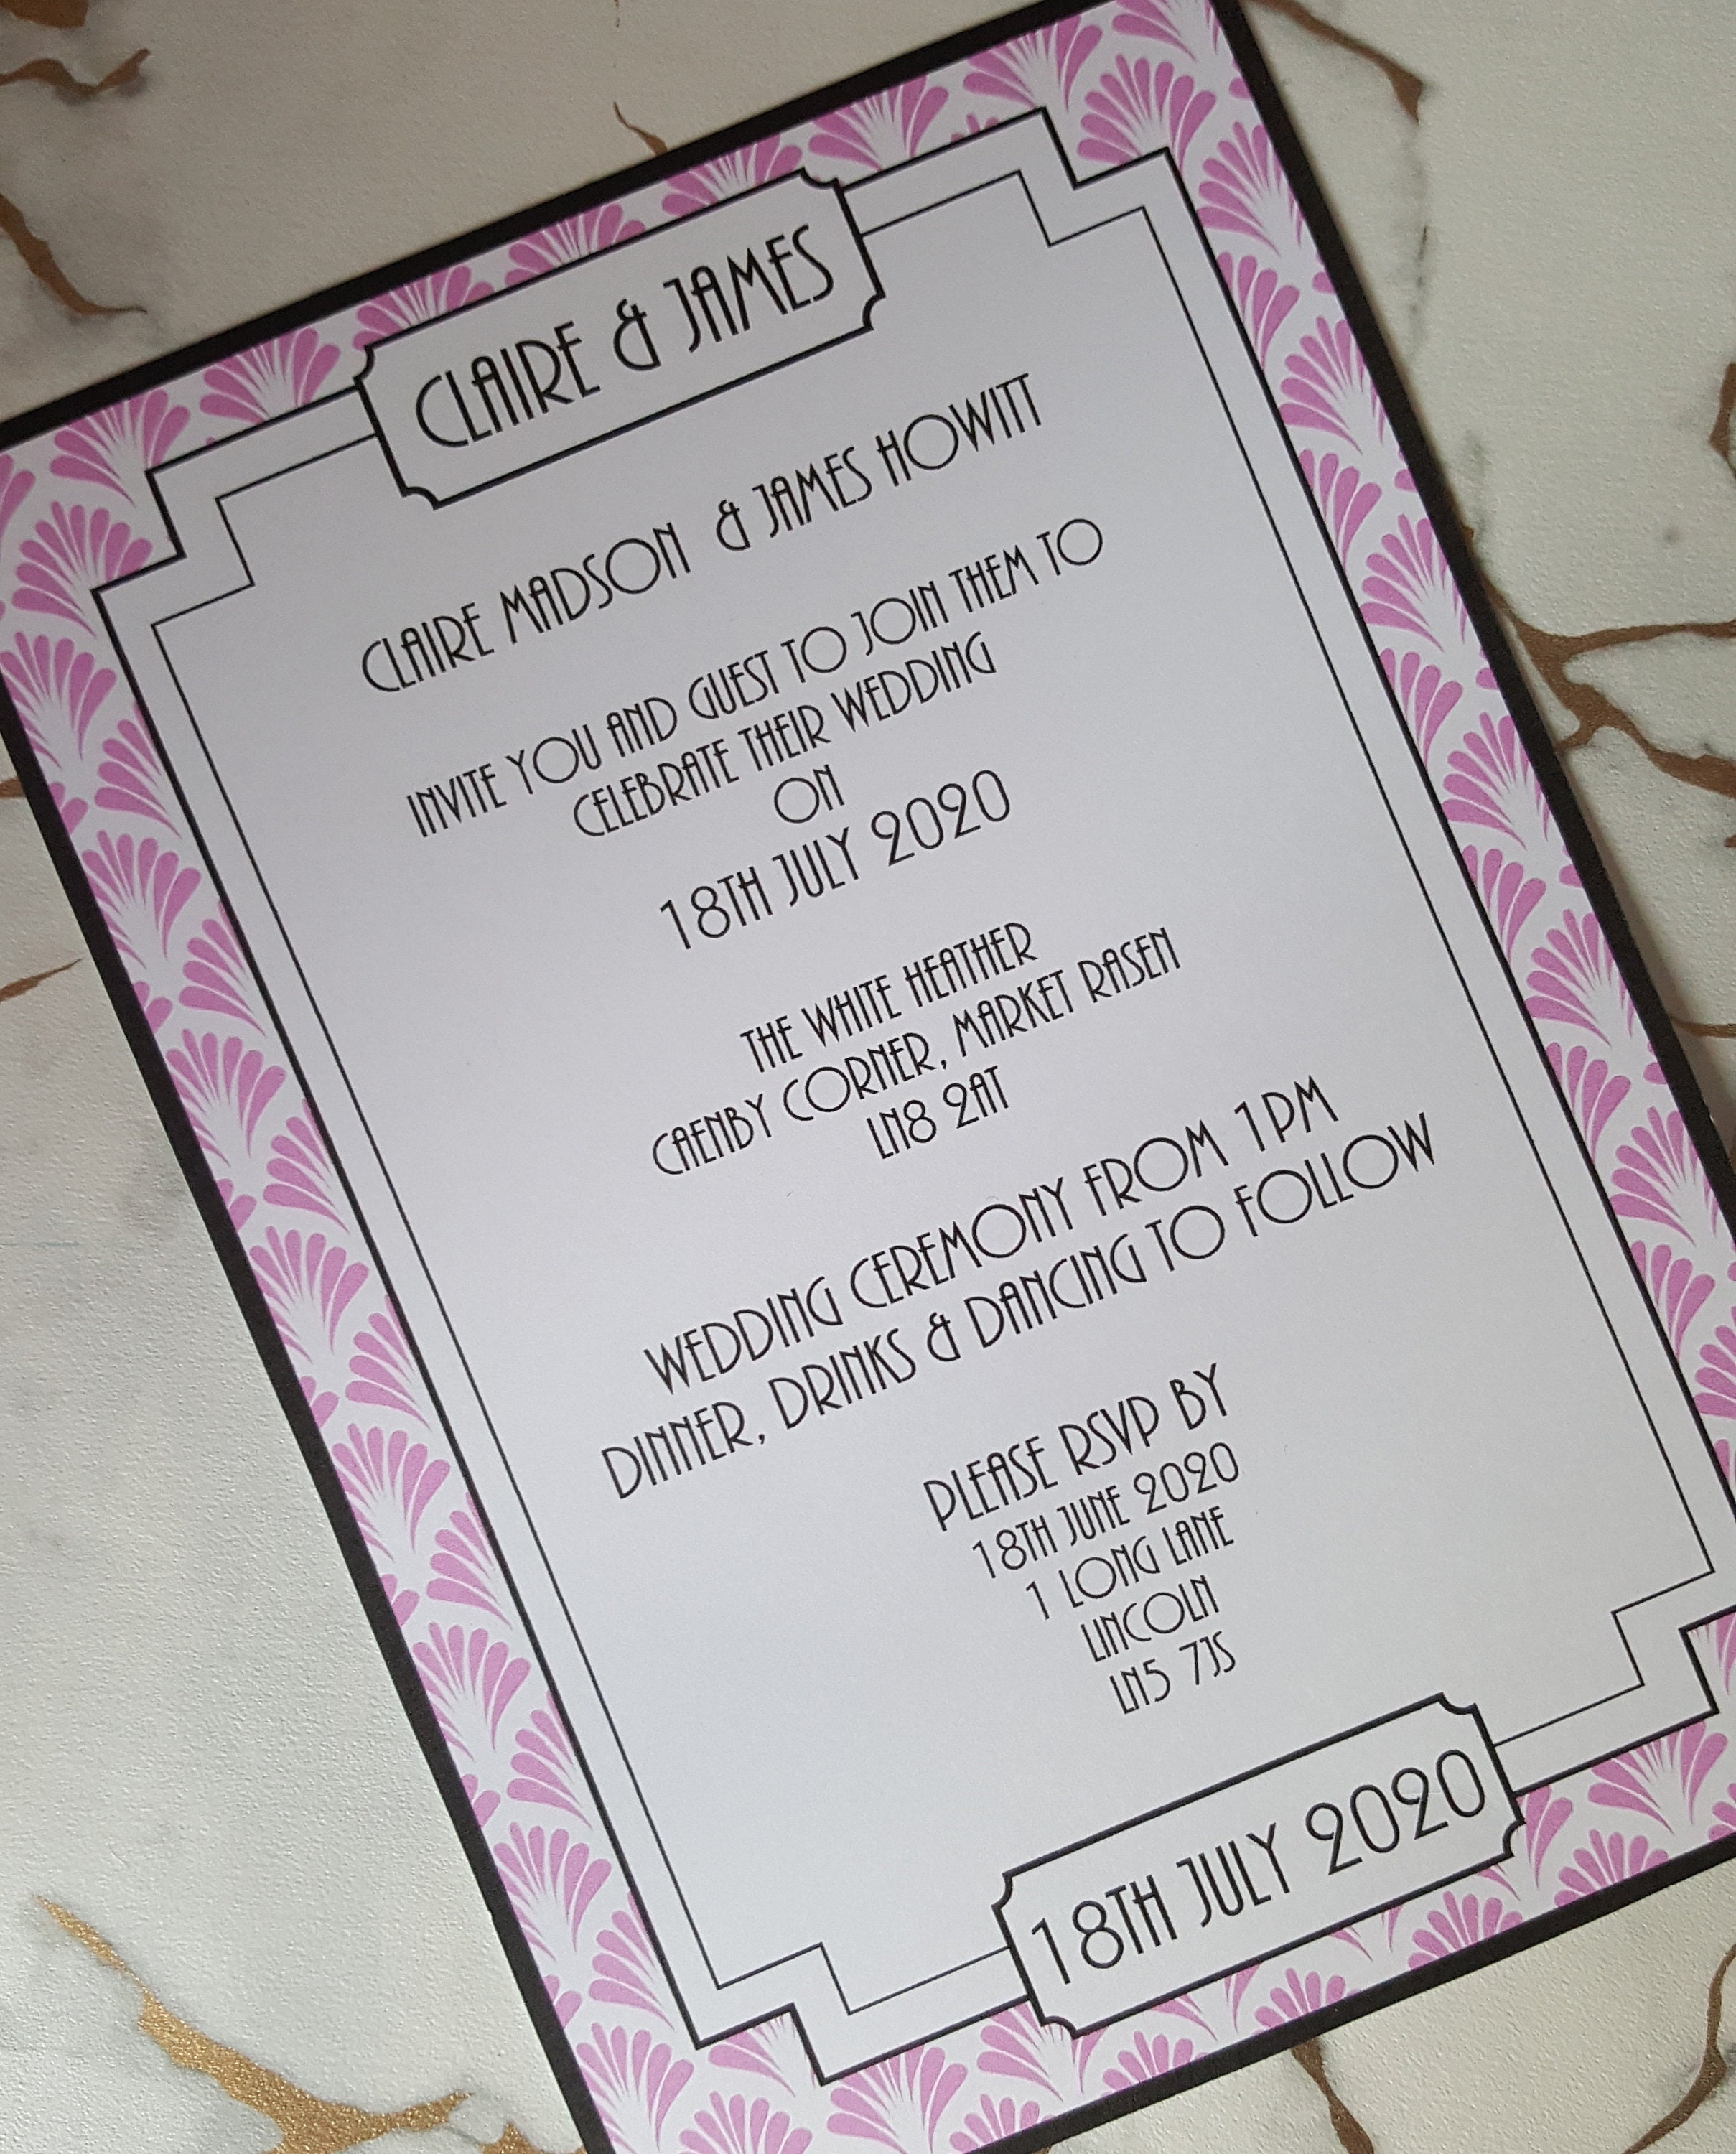 CLAIRE & JAMES
CLAIRE MADSON & JAMES HOWITT
INVITE YOU AND GUEST TO JOIN THEM TO
CELEBRATE THEIR WEDDING
ON
18TH JULY 2020
THE WHITE HEATHER
CAENBY CORNER, MARKET RASEN
LN8 2AT
WEDDING CEREMONY FROM 1PM
DINNER, DRINKS & DANCING TO FOLLOW
PLEASE RSVP BY
18TH JUNE 2020
1 LONG LANE
LINCOLN
LN5 7JS
18TH JULY 2020